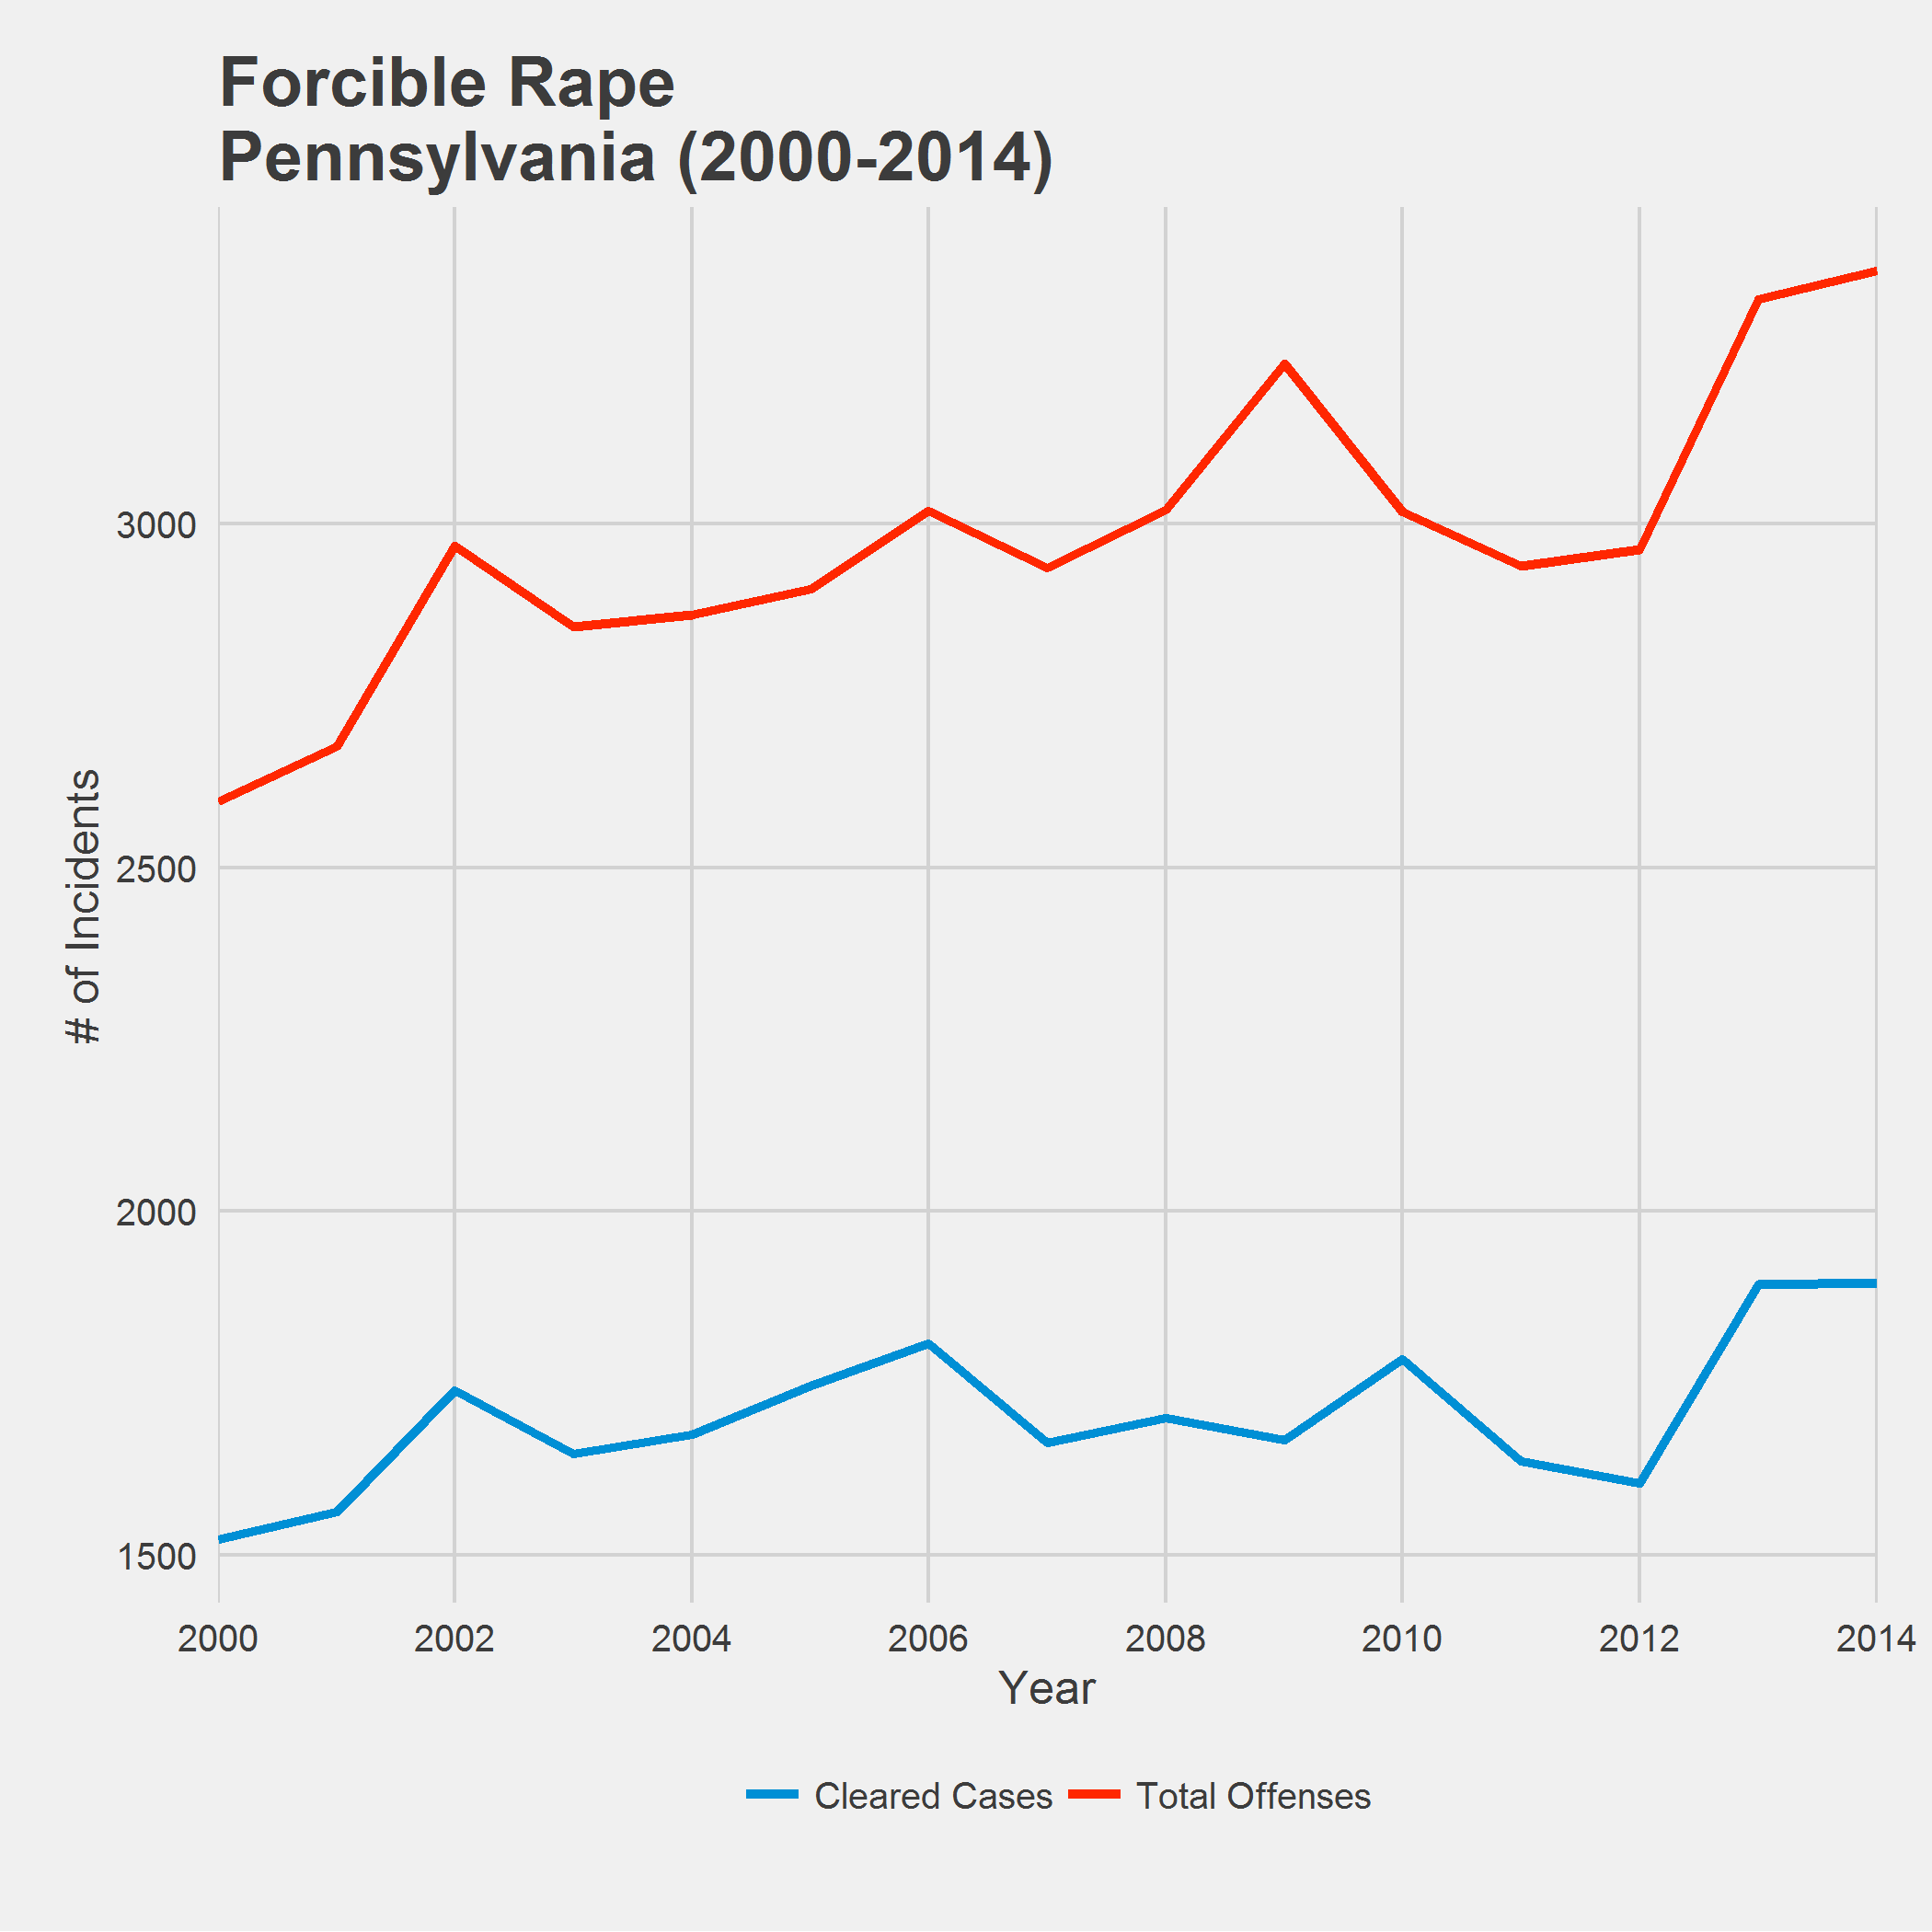 Forcible Rape
Pennsylvania (2000-2014)
# of Incidents
3000
2500
2000
1500
2000 2002 2004 2006 2008 2010 2012 2014
Year
Cleared Cases Total Offenses